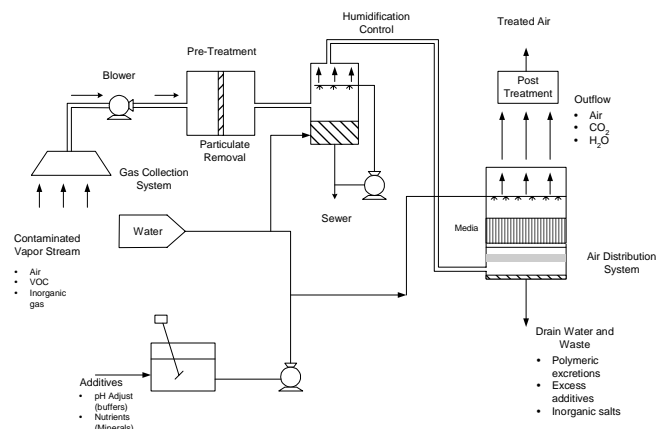 Humidification
Control
Treated Air
Pre-Treatment
Blower
Post
Treatment
Outflow
• Air
• CO2
• H2O
Particulate
Removal
Gas Collection
System
Sewer
Water
Media
Contaminated
Vapor Stream
• Air
• VOC
• Inorganic
gas
Air Distribution
System
Drain Water and
Waste
• Polymeric
excretions
• Excess
additives
• Inorganic salts
Additives
• pH Adjust
(buffers)
• Nutrients
(Minerals)